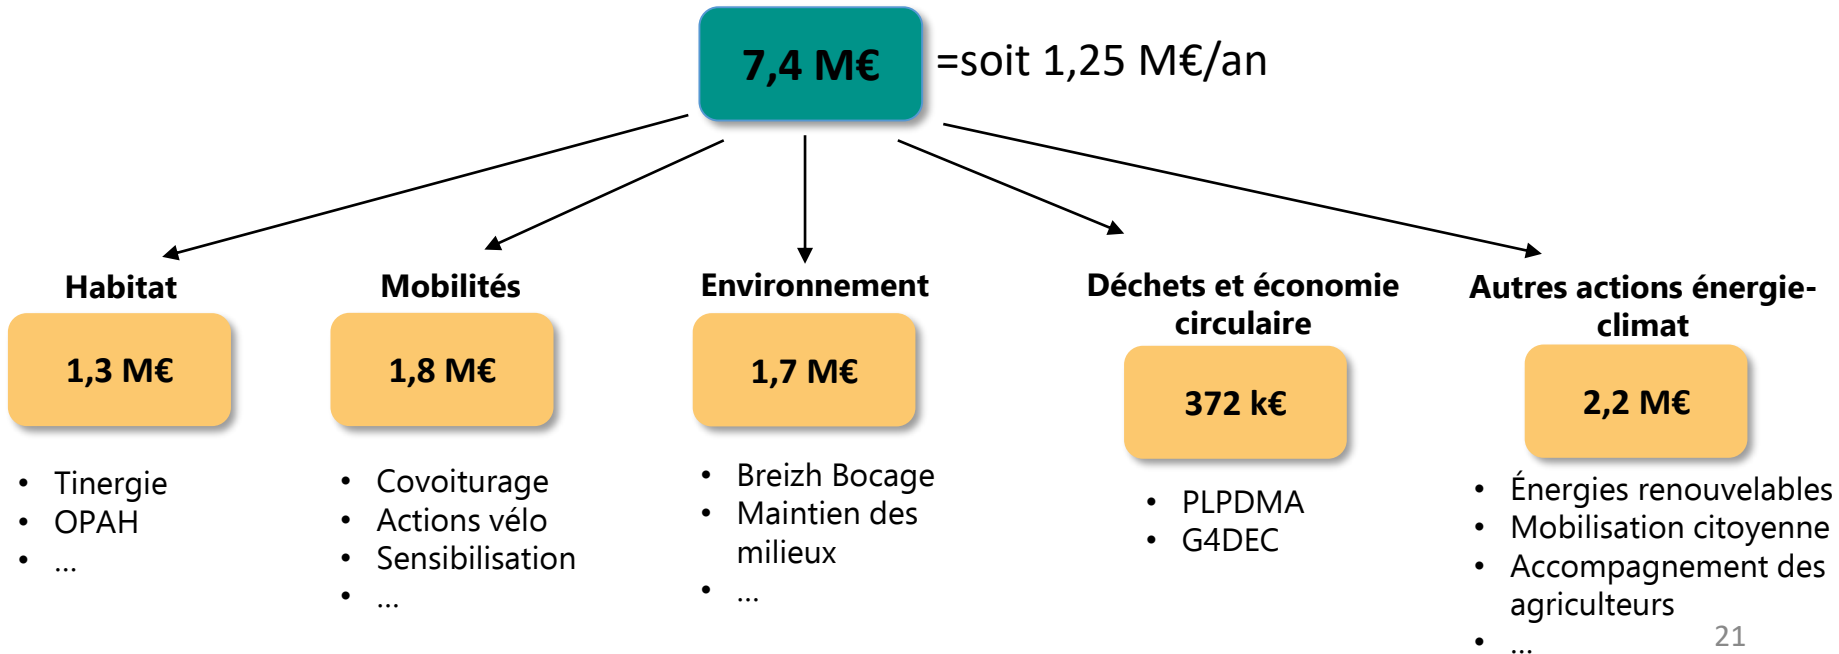 7,4 M€
=soit 1,25 M€/an
Habitat
1,3 M€
• Tinergie
• OPAH
• ...
Mobilités
1,8 M€
• Covoiturage
• Actions vélo
• Sensibilisation
• ...
Environnement
1,7 M€
• Breizh Bocage
• Maintien des
milieux
• ...
Déchets et économie
circulaire
372 k€
• PLPDMA
• G4DEC
Autres actions énergie-
climat
2,2 M€
• Énergies renouvelables
• Mobilisation citoyenne
• Accompagnement des
agriculteurs
• ...
21